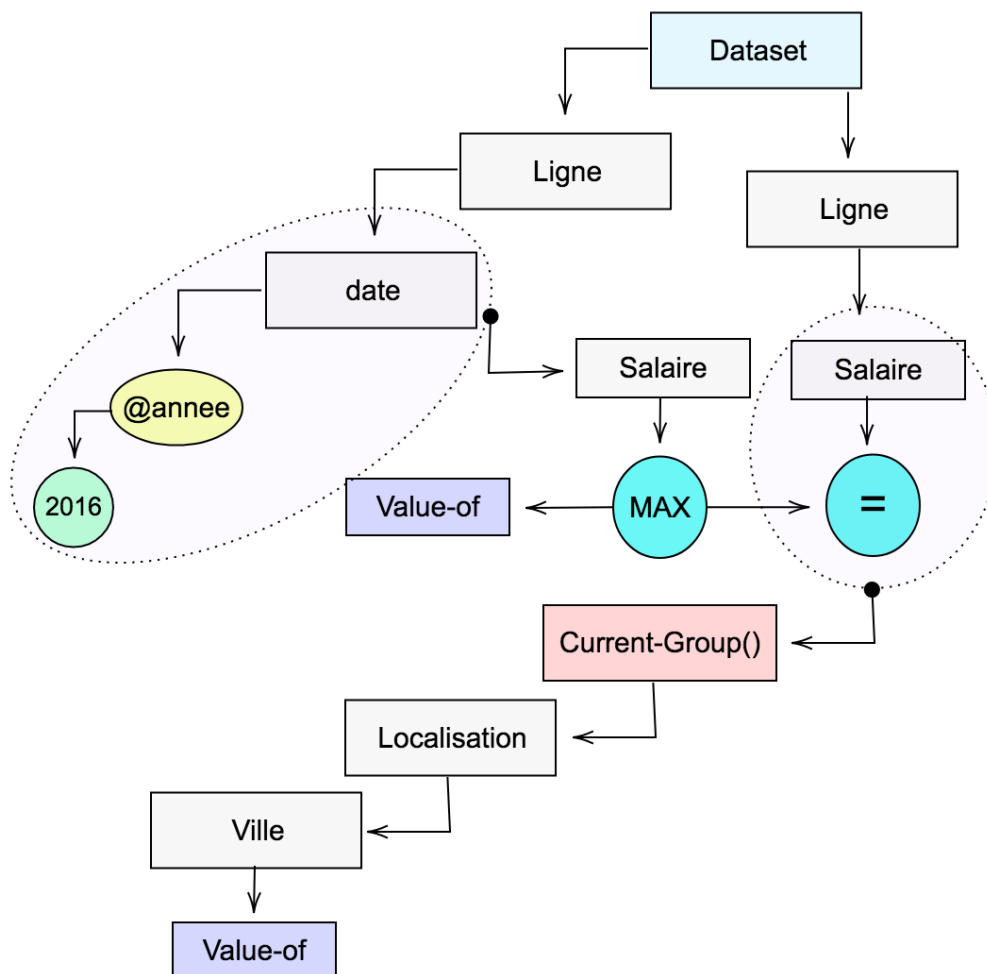 Dataset
Ligne
Ligne
date
Salaire
Salaire
@annee
2016
Value-of
MAX
=
Current-Group()
Localisation
Ville
Value-of